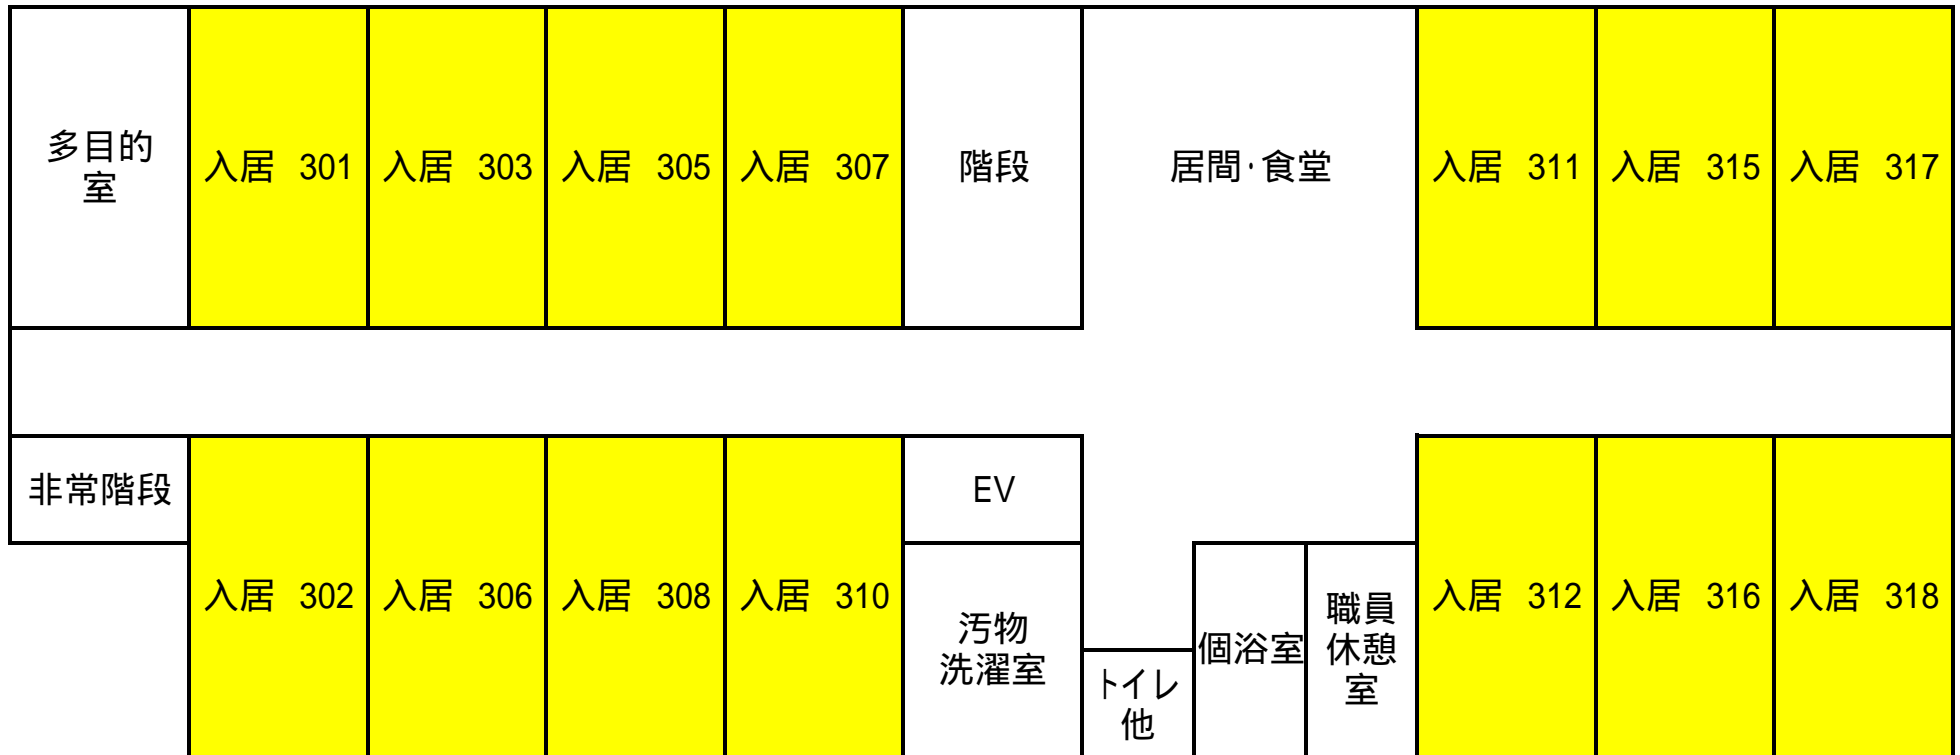 多目的
室
入居 301
入居 303
入居 305
入居 307
階段
居間・食堂
入居 311
入居 315
入居 317
非常階段
入居 302
入居 306
入居 308
入居 310
EV
汚物
洗濯室
トイレ
他
個浴室
職員
休憩
室
入居 312
入居 316
入居 318